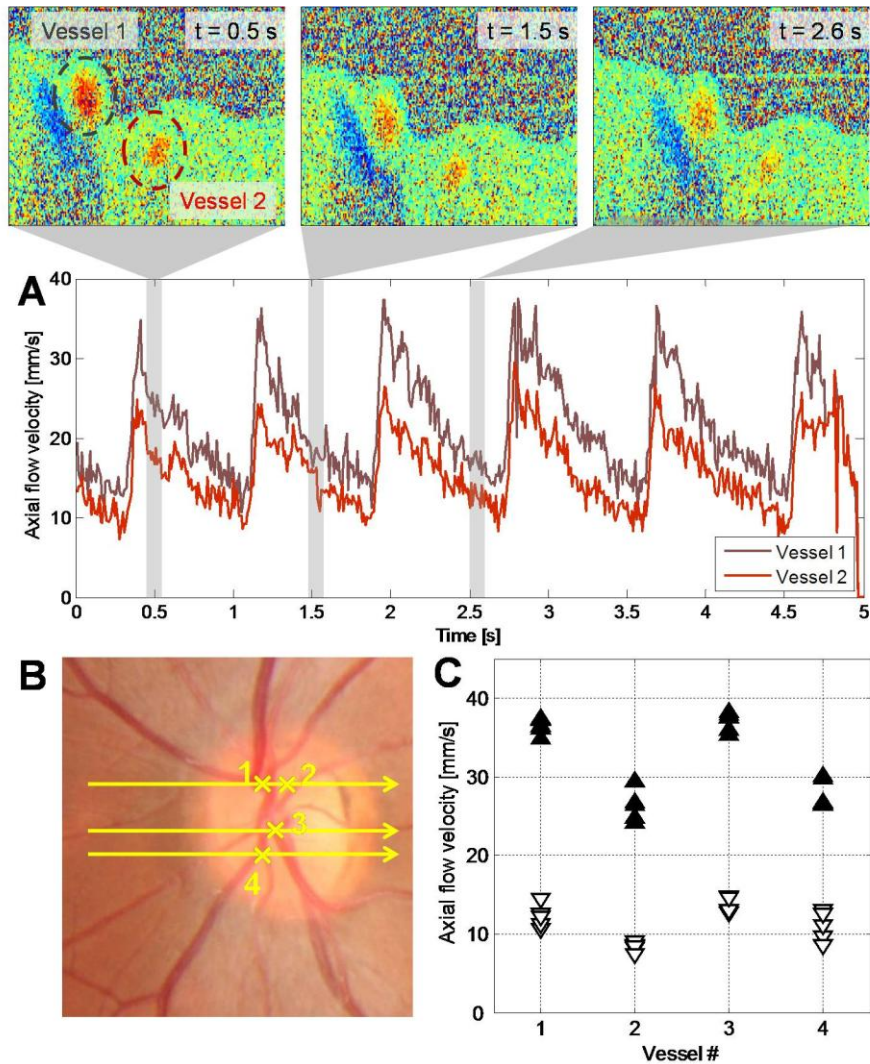 Vessel 1
t = 0.5 s
t = 1.5 s
t = 2.6 s
Vessel 2
A
Axial flow velocity [mm/s]
40
30
20
10
0
0 0.5 1 1.5 2 2.5 3 3.5 4 4.5 5
Time [s]
Vessel 1
Vessel 2
B
1 2
3
4
C
Axial flow velocity [mm/s]
40
30
20
10
0
1 2 3 4
Vessel #